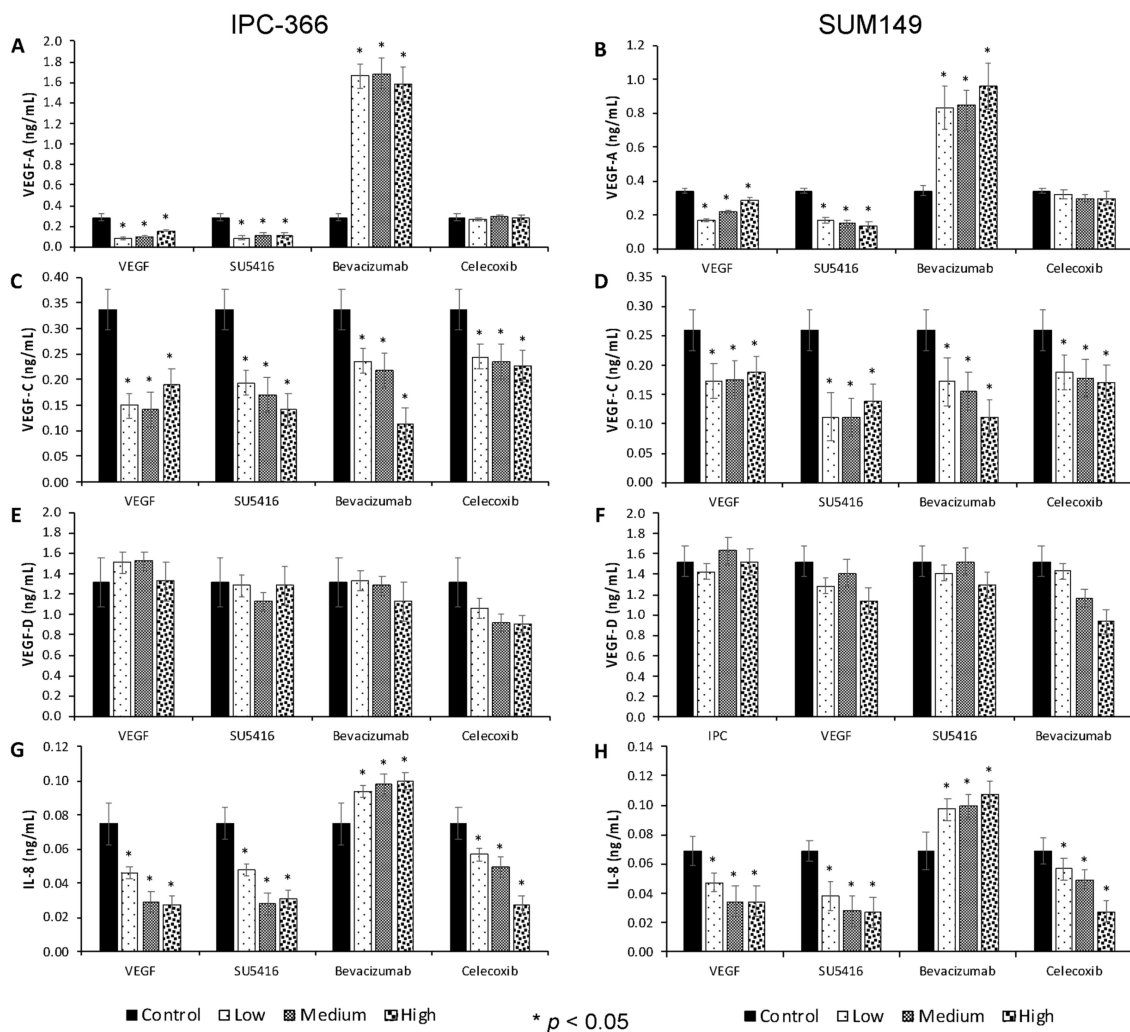 IPC-366
SUM149
A
VEGF-A (ng/mL)
2.0
1.8
1.6
1.4
1.2
1.0
0.8
0.6
0.4
0.2
0.0
* * * * * * * * *
VEGF SU5416 Bevacizumab Celecoxib
B
VEGF-A (ng/mL)
1.2
1.0
0.8
0.6
0.4
0.2
0.0
* * * * * * * * *
VEGF SU5416 Bevacizumab Celecoxib
C
VEGF-C (ng/mL)
0.40
0.35
0.30
0.25
0.20
0.15
0.10
0.05
0.00
* * * * * * * * * * * *
VEGF SU5416 Bevacizumab Celecoxib
D
VEGF-C (ng/mL)
0.35
0.30
0.25
0.20
0.15
0.10
0.05
0.00
* * * * * * * * * * * *
VEGF SU5416 Bevacizumab Celecoxib
E
VEGF-D (ng/mL)
2.0
1.8
1.6
1.4
1.2
1.0
0.8
0.6
0.4
0.2
0.0
VEGF SU5416 Bevacizumab Celecoxib
F
VEGF-D (ng/mL)
2.0
1.8
1.6
1.4
1.2
1.0
0.8
0.6
0.4
0.2
0.0
IPC VEGF SU5416 Bevacizumab
G
IL-8 (ng/mL)
0.12
0.10
0.08
0.06
0.04
0.02
0.00
* * * * * * * * * * * *
VEGF SU5416 Bevacizumab Celecoxib
H
IL-8 (ng/mL)
0.14
0.12
0.10
0.08
0.06
0.04
0.02
0.00
* * * * * * * * * * * *
VEGF SU5416 Bevacizumab Celecoxib
Control Low Medium High
* p < 0.05
Control Low Medium High